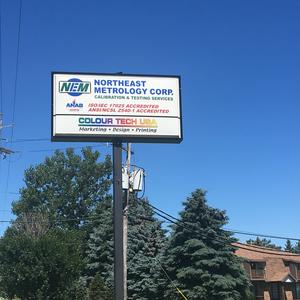 NEM
NORTHEAST
METROLOGY CORP.
CALIBRATION & TESTING SERVICES
ANAB
ISO/IEC 17025 ACCREDITED
ANSI/NCSL Z540-1 ACCREDITED
COLOUR TECH USA
Marketing • Design • Printing